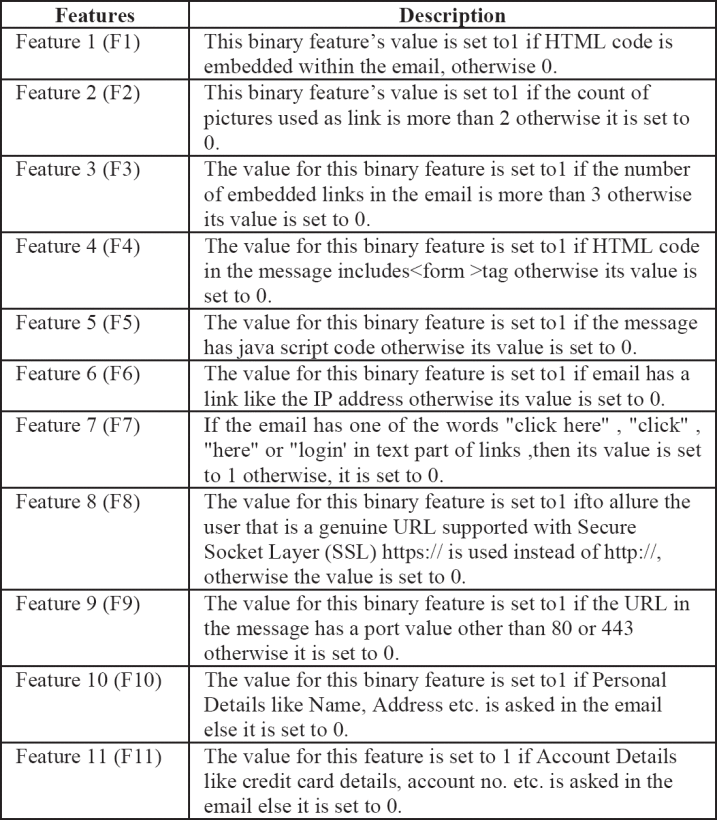 Features Description
Feature 1 (F1) This binary feature's value is set to1 if HTML code is
embedded within the email, otherwise 0.
Feature 2 (F2) This binary feature's value is set to1 if the count of
pictures used as link is more than 2 otherwise it is set to
0.
Feature 3 (F3) The value for this binary feature is set to1 if the number
of embedded links in the email is more than 3 otherwise
its value is set to 0.
Feature 4 (F4) The value for this binary feature is set to1 if HTML code
in the message includes<form >tag otherwise its value is
set to 0.
Feature 5 (F5) The value for this binary feature is set to1 if the message
has java script code otherwise its value is set to 0.
Feature 6 (F6) The value for this binary feature is set to1 if email has a
link like the IP address otherwise its value is set to 0.
Feature 7 (F7) If the email has one of the words "click here" , "click" ,
"here" or "login' in text part of links ,then its value is set
to 1 otherwise, it is set to 0.
Feature 8 (F8) The value for this binary feature is set to1 ifto allure the
user that is a genuine URL supported with Secure
Socket Layer (SSL) https:// is used instead of http://,
otherwise the value is set to 0.
Feature 9 (F9) The value for this binary feature is set to1 if the URL in
the message has a port value other than 80 or 443
otherwise it is set to 0.
Feature 10 (F10) The value for this binary feature is set to1 if Personal
Details like Name, Address etc. is asked in the email
else it is set to 0.
Feature 11 (F11) The value for this feature is set to 1 if Account Details
like credit card details, account no. etc. is asked in the
email else it is set to 0.